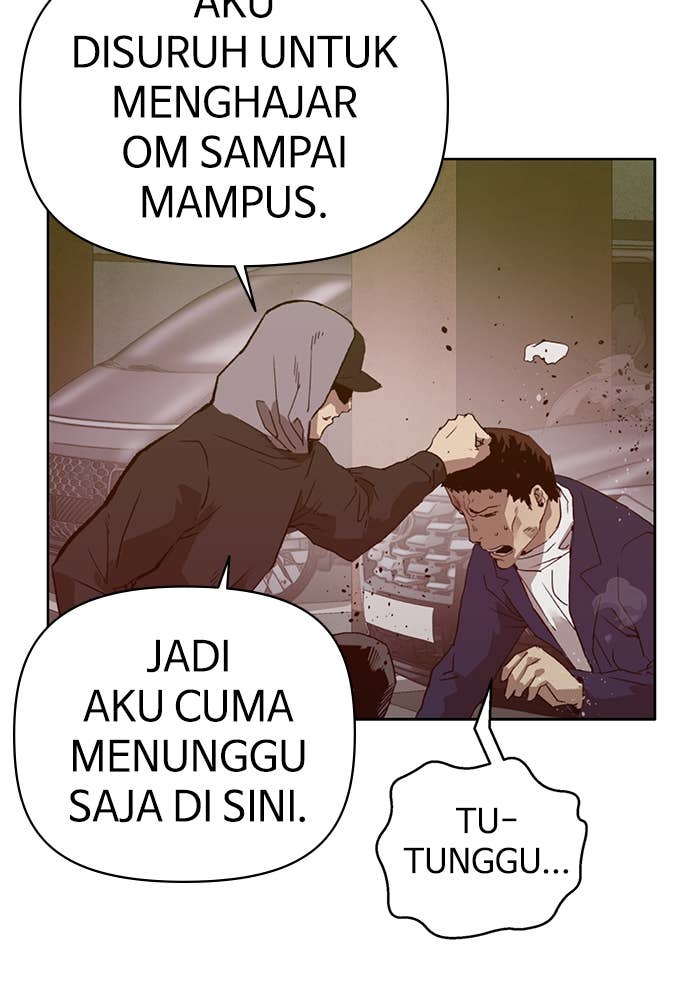 AKU
DISURUH UNTUK
MENGHAJAR
OM SAMPAI
MAMPUS.
JADI
AKU CUMA
MENUNGGU
SAJA DI SINI.
TU-
TUNGGU...